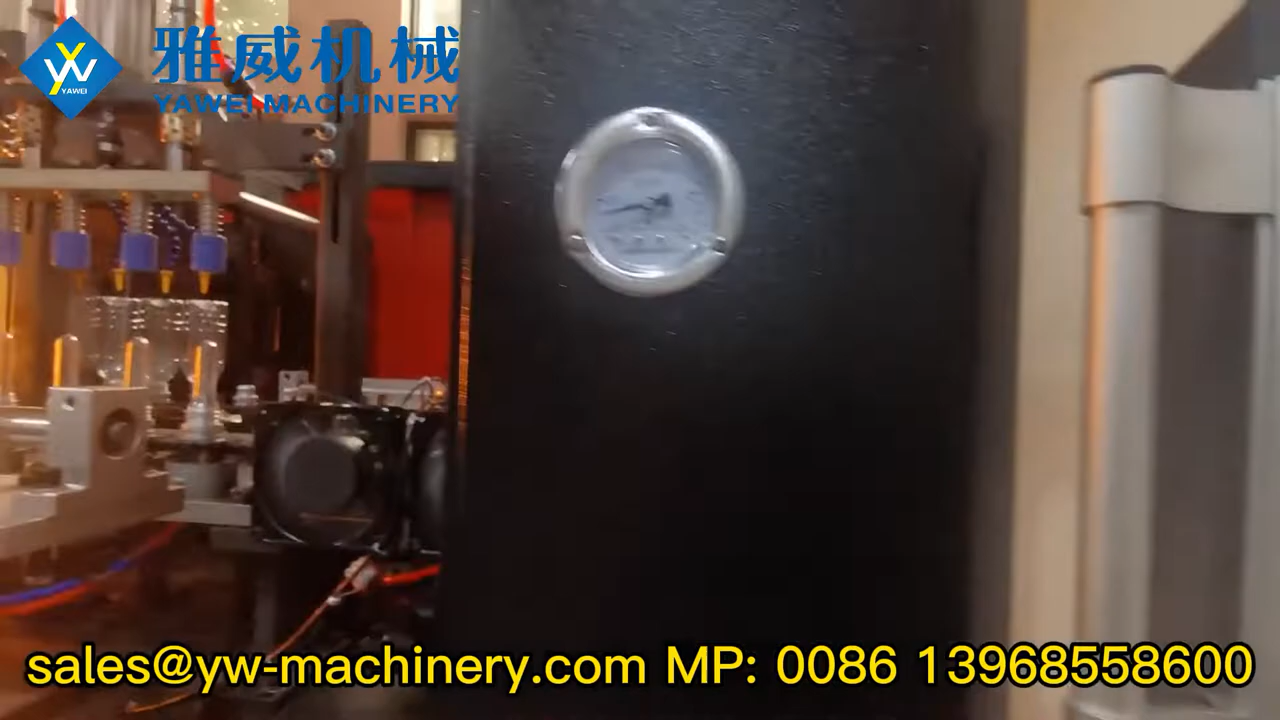 雅威机械
YAWEI MACHINERY
YW
YAWEI
sales@yw-machinery.com MP: 0086 13968558600